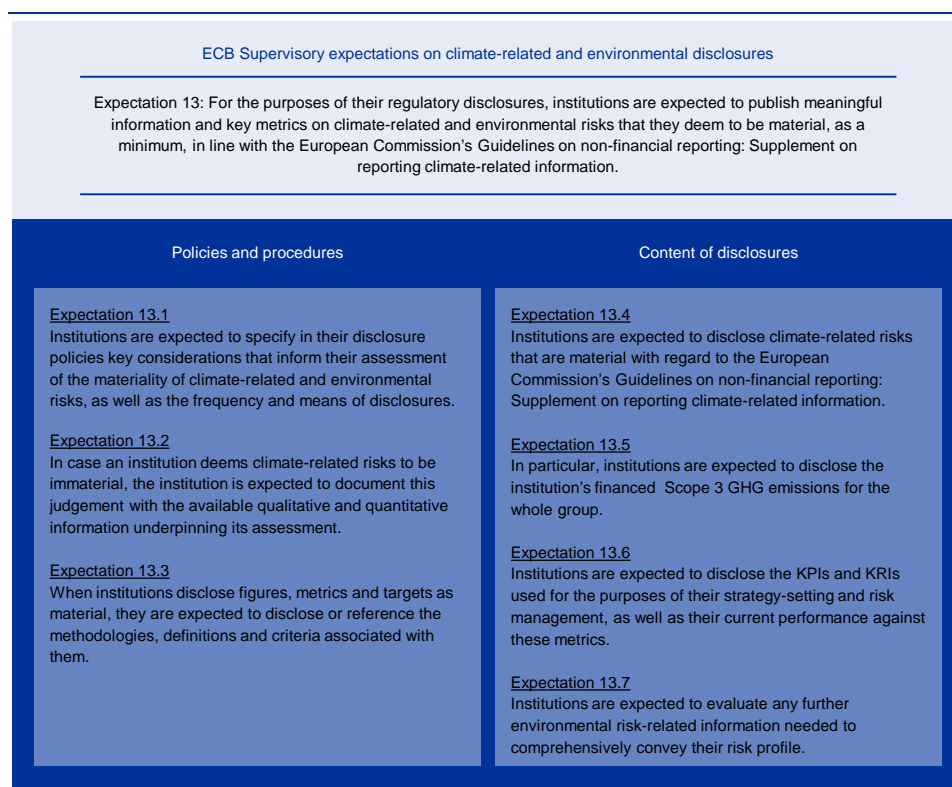 ECB Supervisory expectations on climate-related and environmental disclosures
Expectation 13: For the purposes of their regulatory disclosures, institutions are expected to publish meaningful
information and key metrics on climate-related and environmental risks that they deem to be material, as a
minimum, in line with the European Commission's Guidelines on non-financial reporting: Supplement on
reporting climate-related information.
Policies and procedures
Expectation 13.1
Institutions are expected to specify in their disclosure
policies key considerations that inform their assessment
of the materiality of climate-related and environmental
risks, as well as the frequency and means of disclosures.
Expectation 13.2
In case an institution deems climate-related risks to be
immaterial, the institution is expected to document this
judgement with the available qualitative and quantitative
information underpinning its assessment.
Expectation 13.3
When institutions disclose figures, metrics and targets as
material, they are expected to disclose or reference the
methodologies, definitions and criteria associated with
them.
Content of disclosures
Expectation 13.4
Institutions are expected to disclose climate-related risks
that are material with regard to the European
Commission's Guidelines on non-financial reporting:
Supplement on reporting climate-related information.
Expectation 13.5
In particular, institutions are expected to disclose the
institution's financed Scope 3 GHG emissions for the
whole group.
Expectation 13.6
Institutions are expected to disclose the KPIs and KRIs
used for the purposes of their strategy-setting and risk
management, as well as their current performance against
these metrics.
Expectation 13.7
Institutions are expected to evaluate any further
environmental risk-related information needed to
comprehensively convey their risk profile.